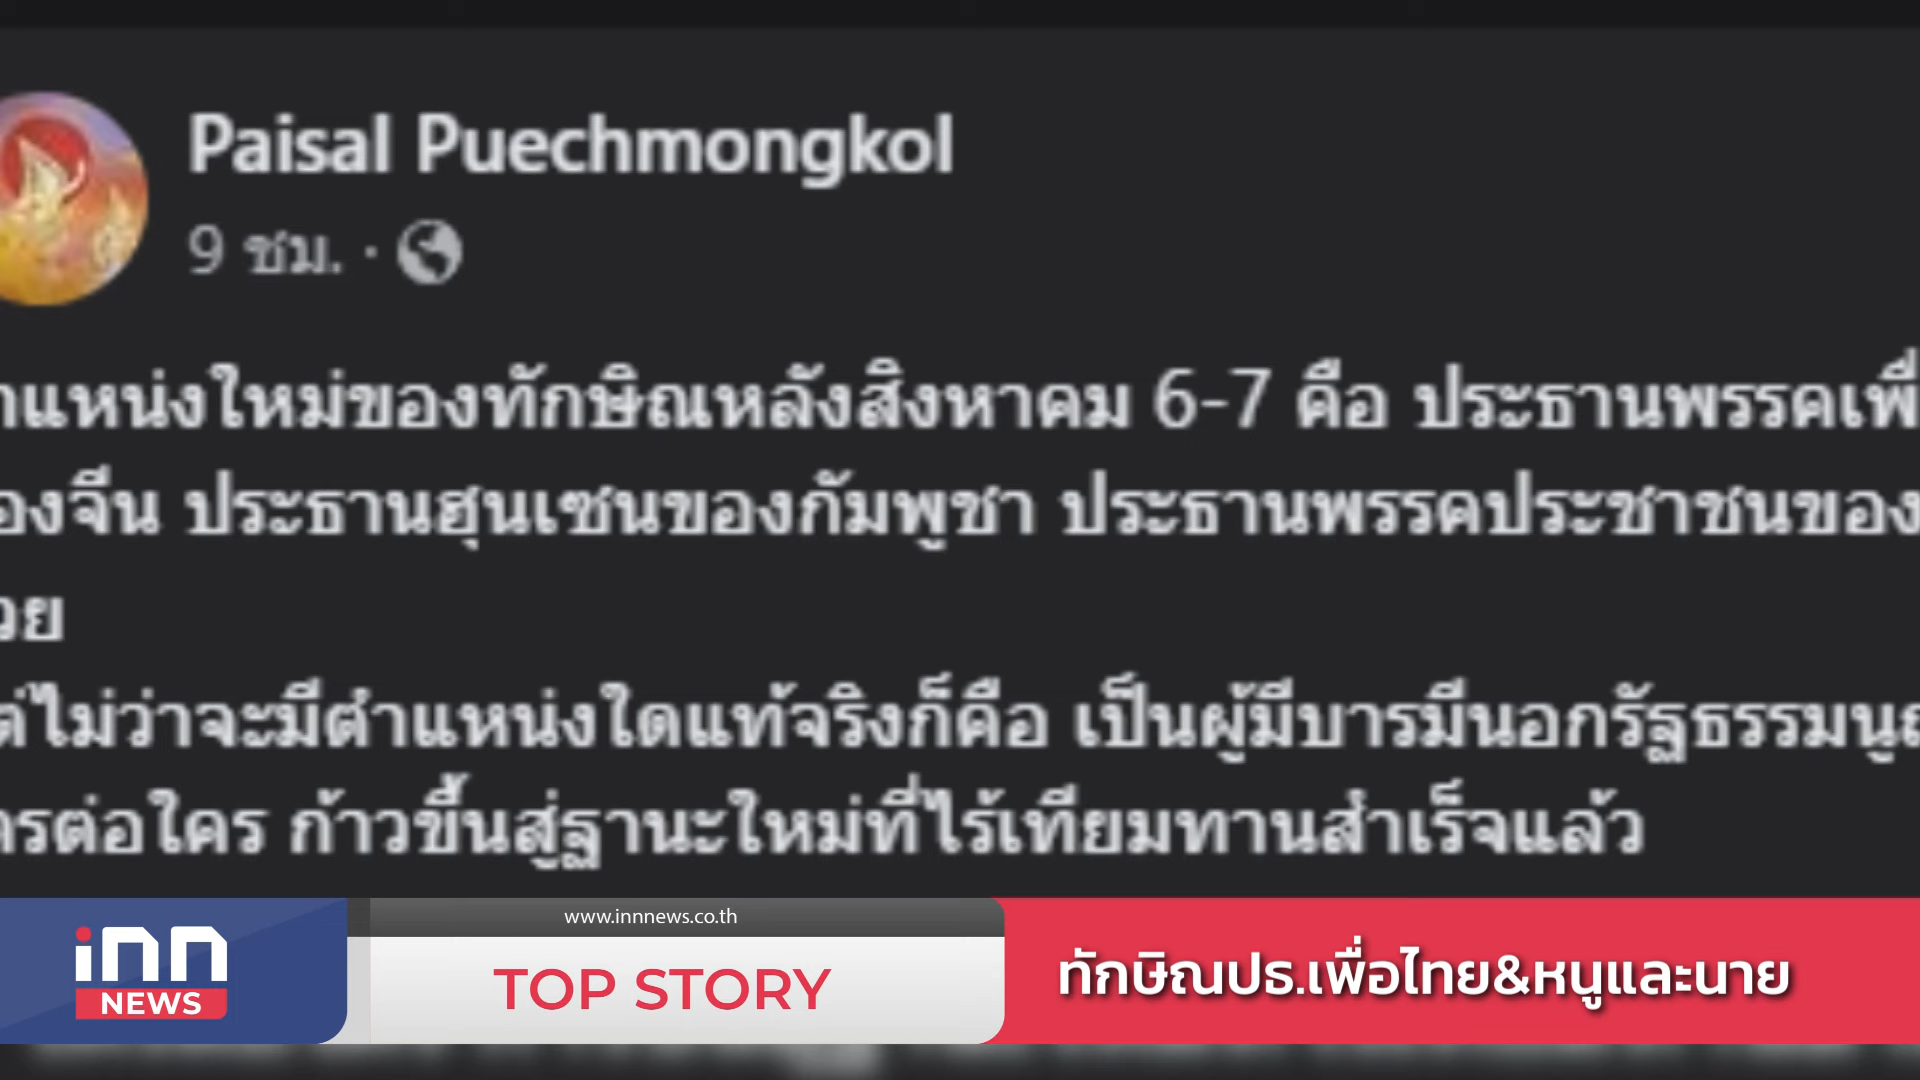 Paisal Puechmongkol
9 ชม. ·
ำแหน่งใหม่ของทักษิณหลังสิงหาคม 6-7 คือ ประธานพรรคเพื่
องจีน ประธานฮุนเซนของกัมพูชา ประธานพรรคประชาชนของ
วย
ต่ไม่ว่าจะมีตำแหน่งใดแท้จริงก็คือ เป็นผู้มีบารมีนอกรัฐธรรมนูญ
ครต่อใคร ก้าวขึ้นสู่ฐานะใหม่ที่ไร้เทียมทานสำเร็จแล้ว
inn
NEWS
www.innnews.co.th
TOP STORY
ทักษิณปธ.เพื่อไทย&หนูและนาย